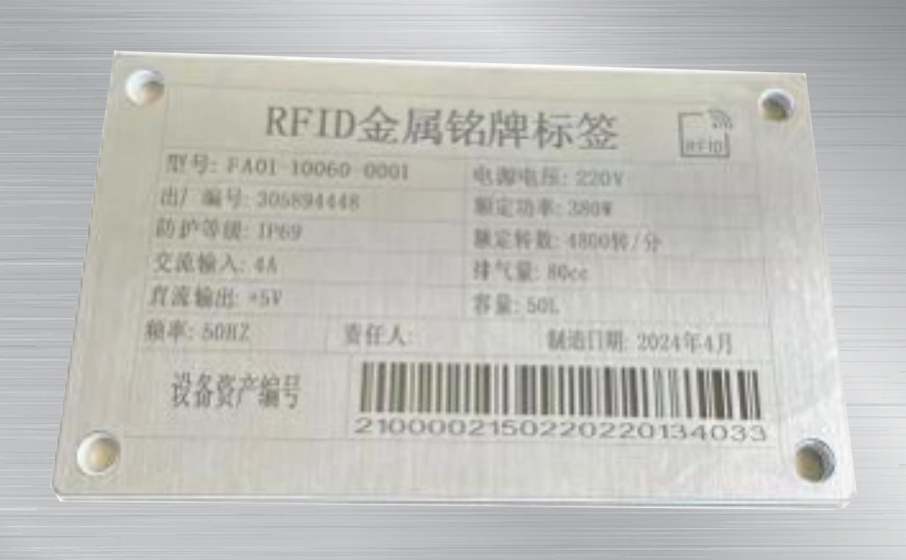 RFID金属铭牌标签
RFID
型号: FA01-10060-0001
电源电压: 220V
出厂编号: 305894448
额定功率: 380W
防护等级: IP69
额定转数: 4800转/分
交流输入: 4A
排气量: 80cc
直流输出: +5V
容量: 50L
频率: 50HZ
责任人:
制造日期: 2024年4月
设备资产编号
210000215022022013​4033